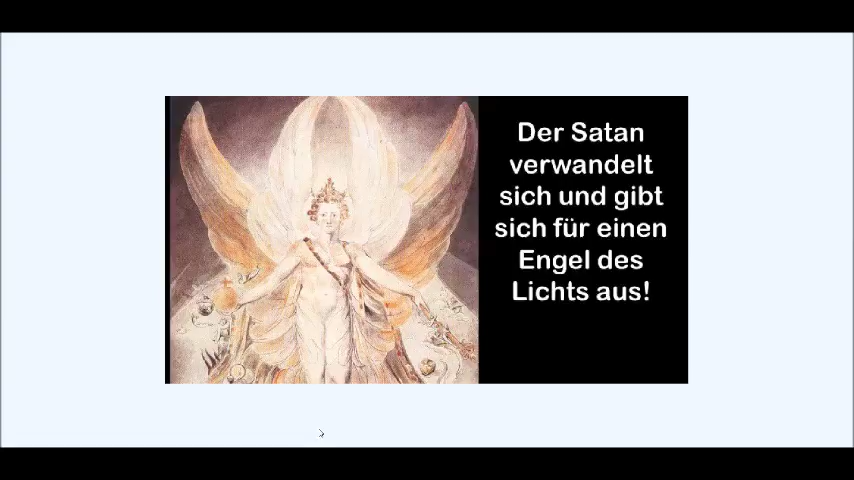 Der Satan
verwandelt
sich und gibt
sich für einen
Engel des
Lichts aus!